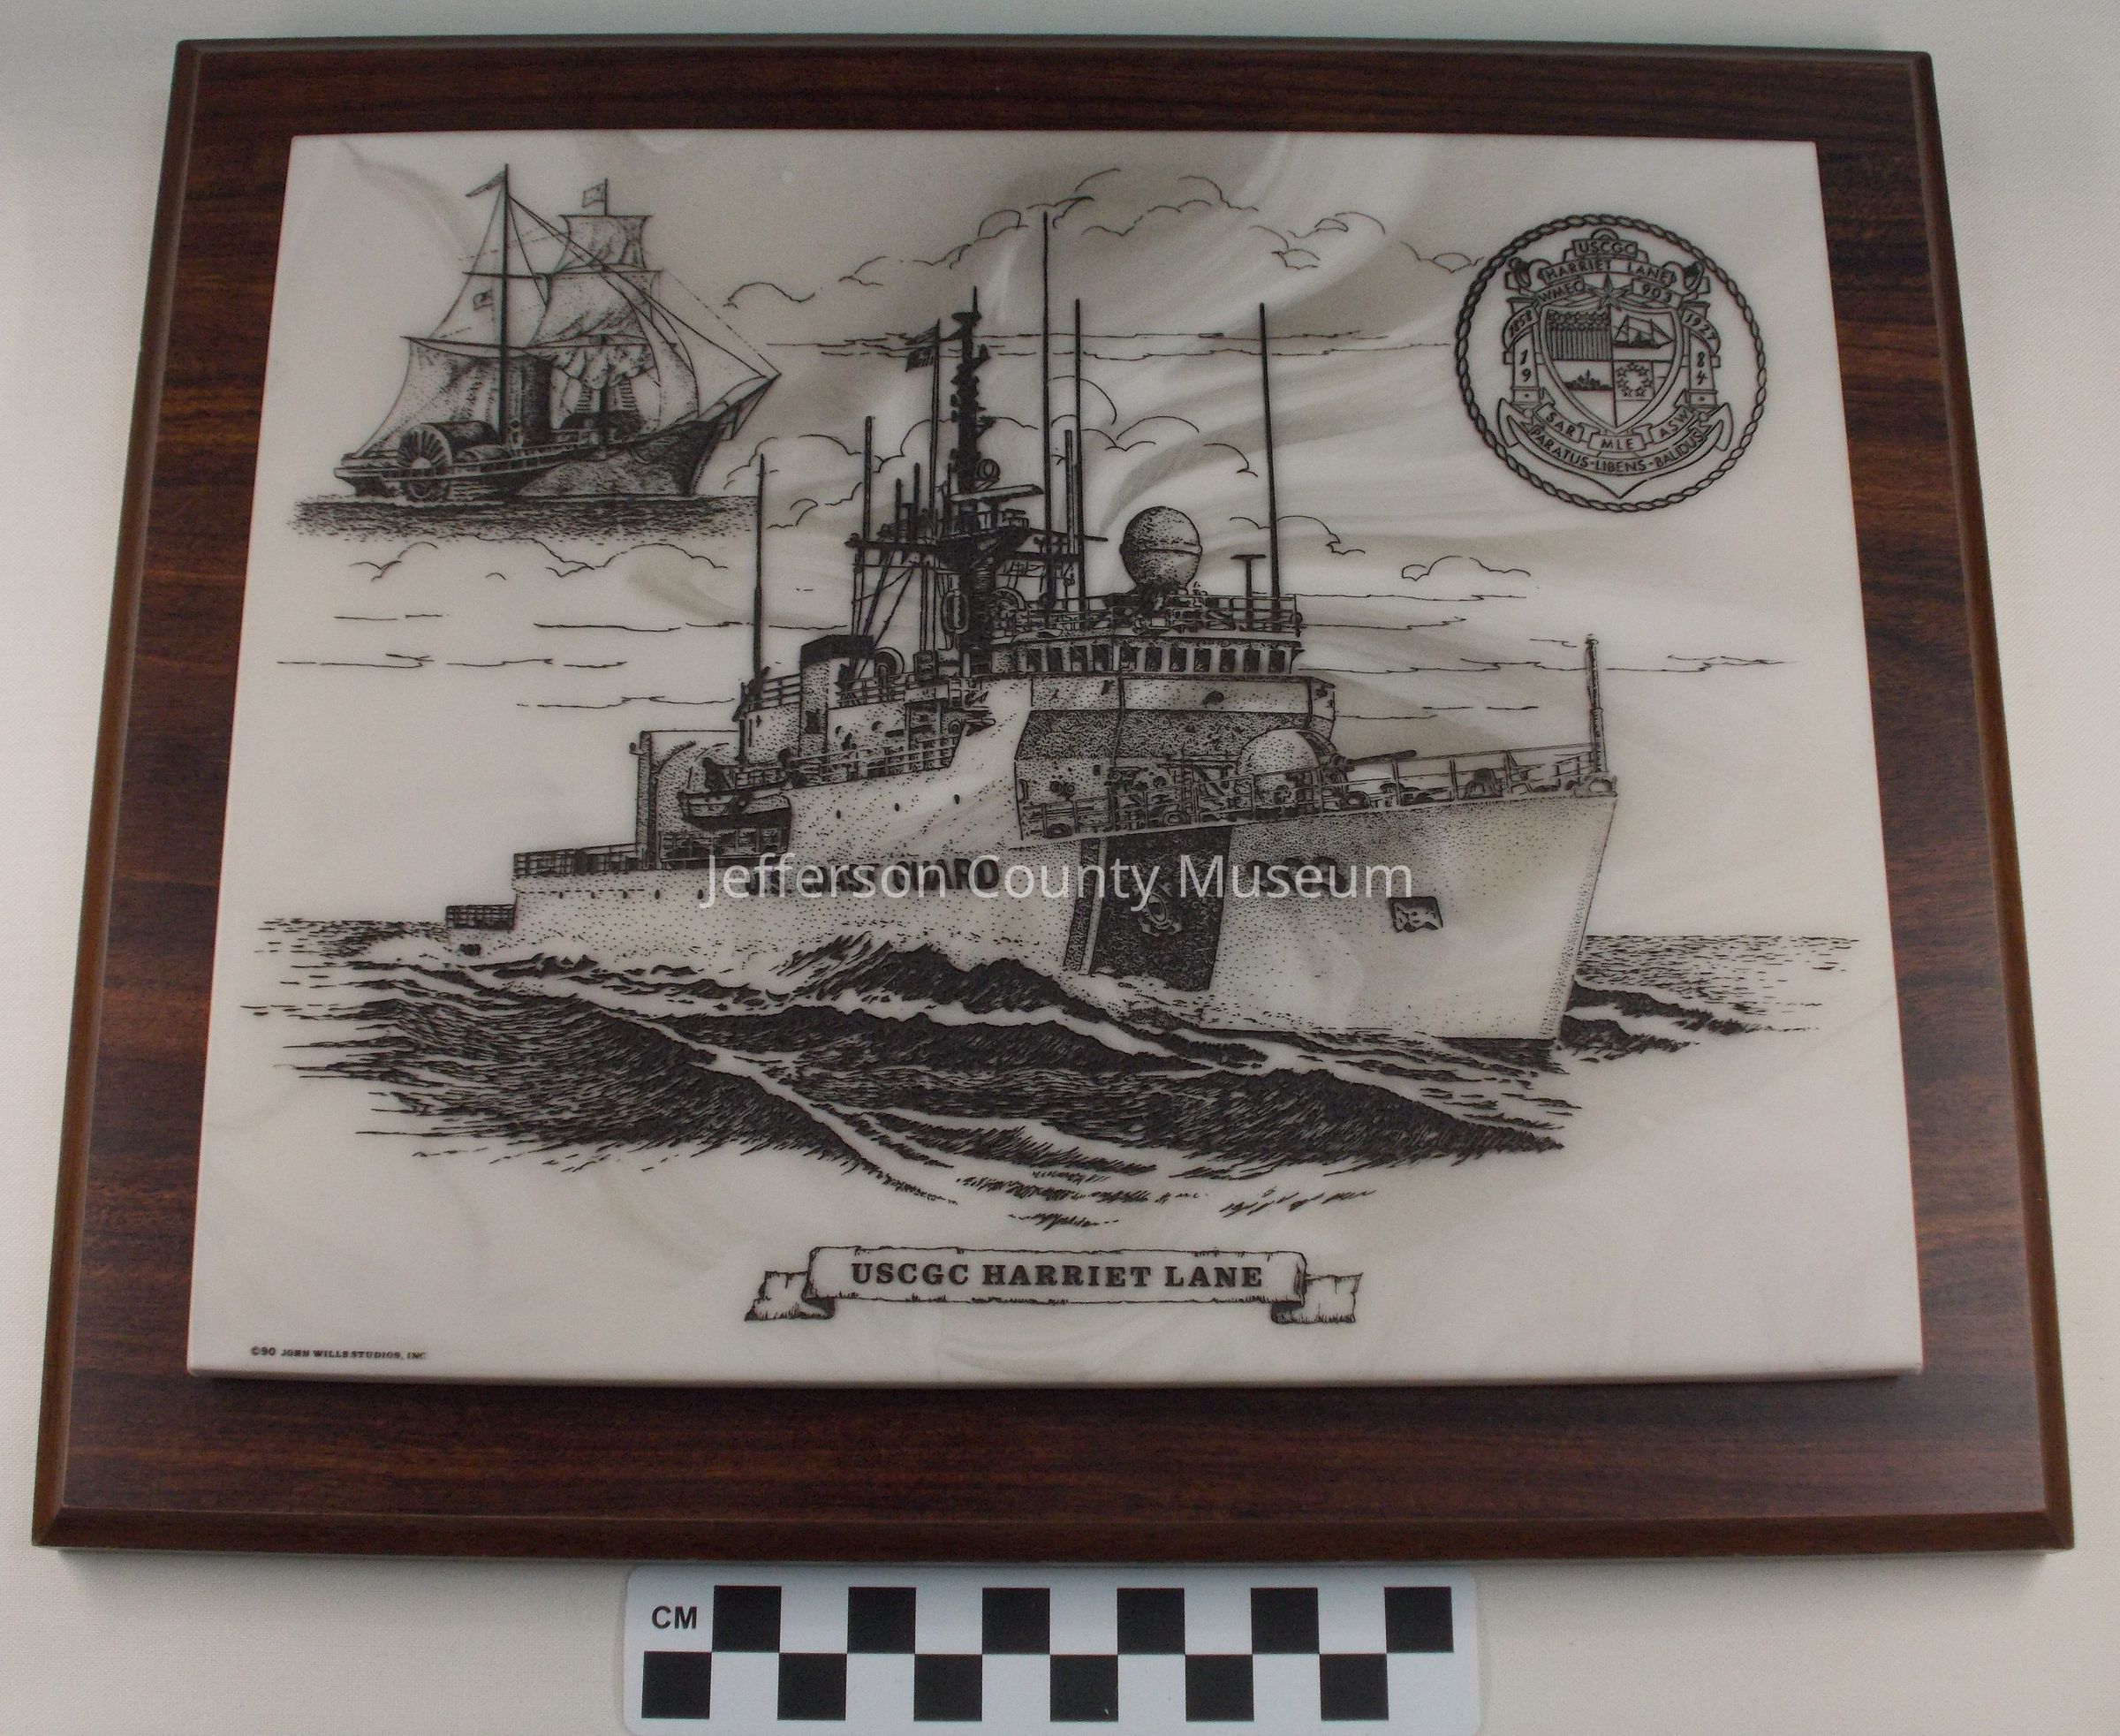 USCGC
HARRIET LANE
WMEC 903
1858 1927
19 84
SAR MLE ASW
PARATUS-LIBENS-BALIDUS
9
Jefferson County Museum
USCGC HARRIET LANE
©90 JOHN WILLS STUDIOS, INC
CM